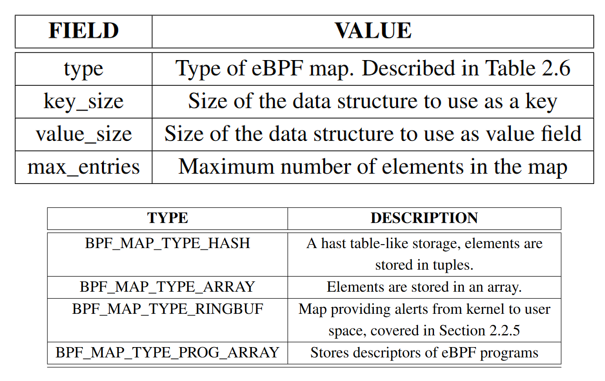 FIELD VALUE
type Type of eBPF map. Described in Table 2.6
key_size Size of the data structure to use as a key
value_size Size of the data structure to use as value field
max_entries Maximum number of elements in the map
TYPE DESCRIPTION
BPF_MAP_TYPE_HASH A hast table-like storage, elements are
stored in tuples.
BPF_MAP_TYPE_ARRAY Elements are stored in an array.
BPF_MAP_TYPE_RINGBUF Map providing alerts from kernel to user
space, covered in Section 2.2.5
BPF_MAP_TYPE_PROG_ARRAY Stores descriptors of eBPF programs